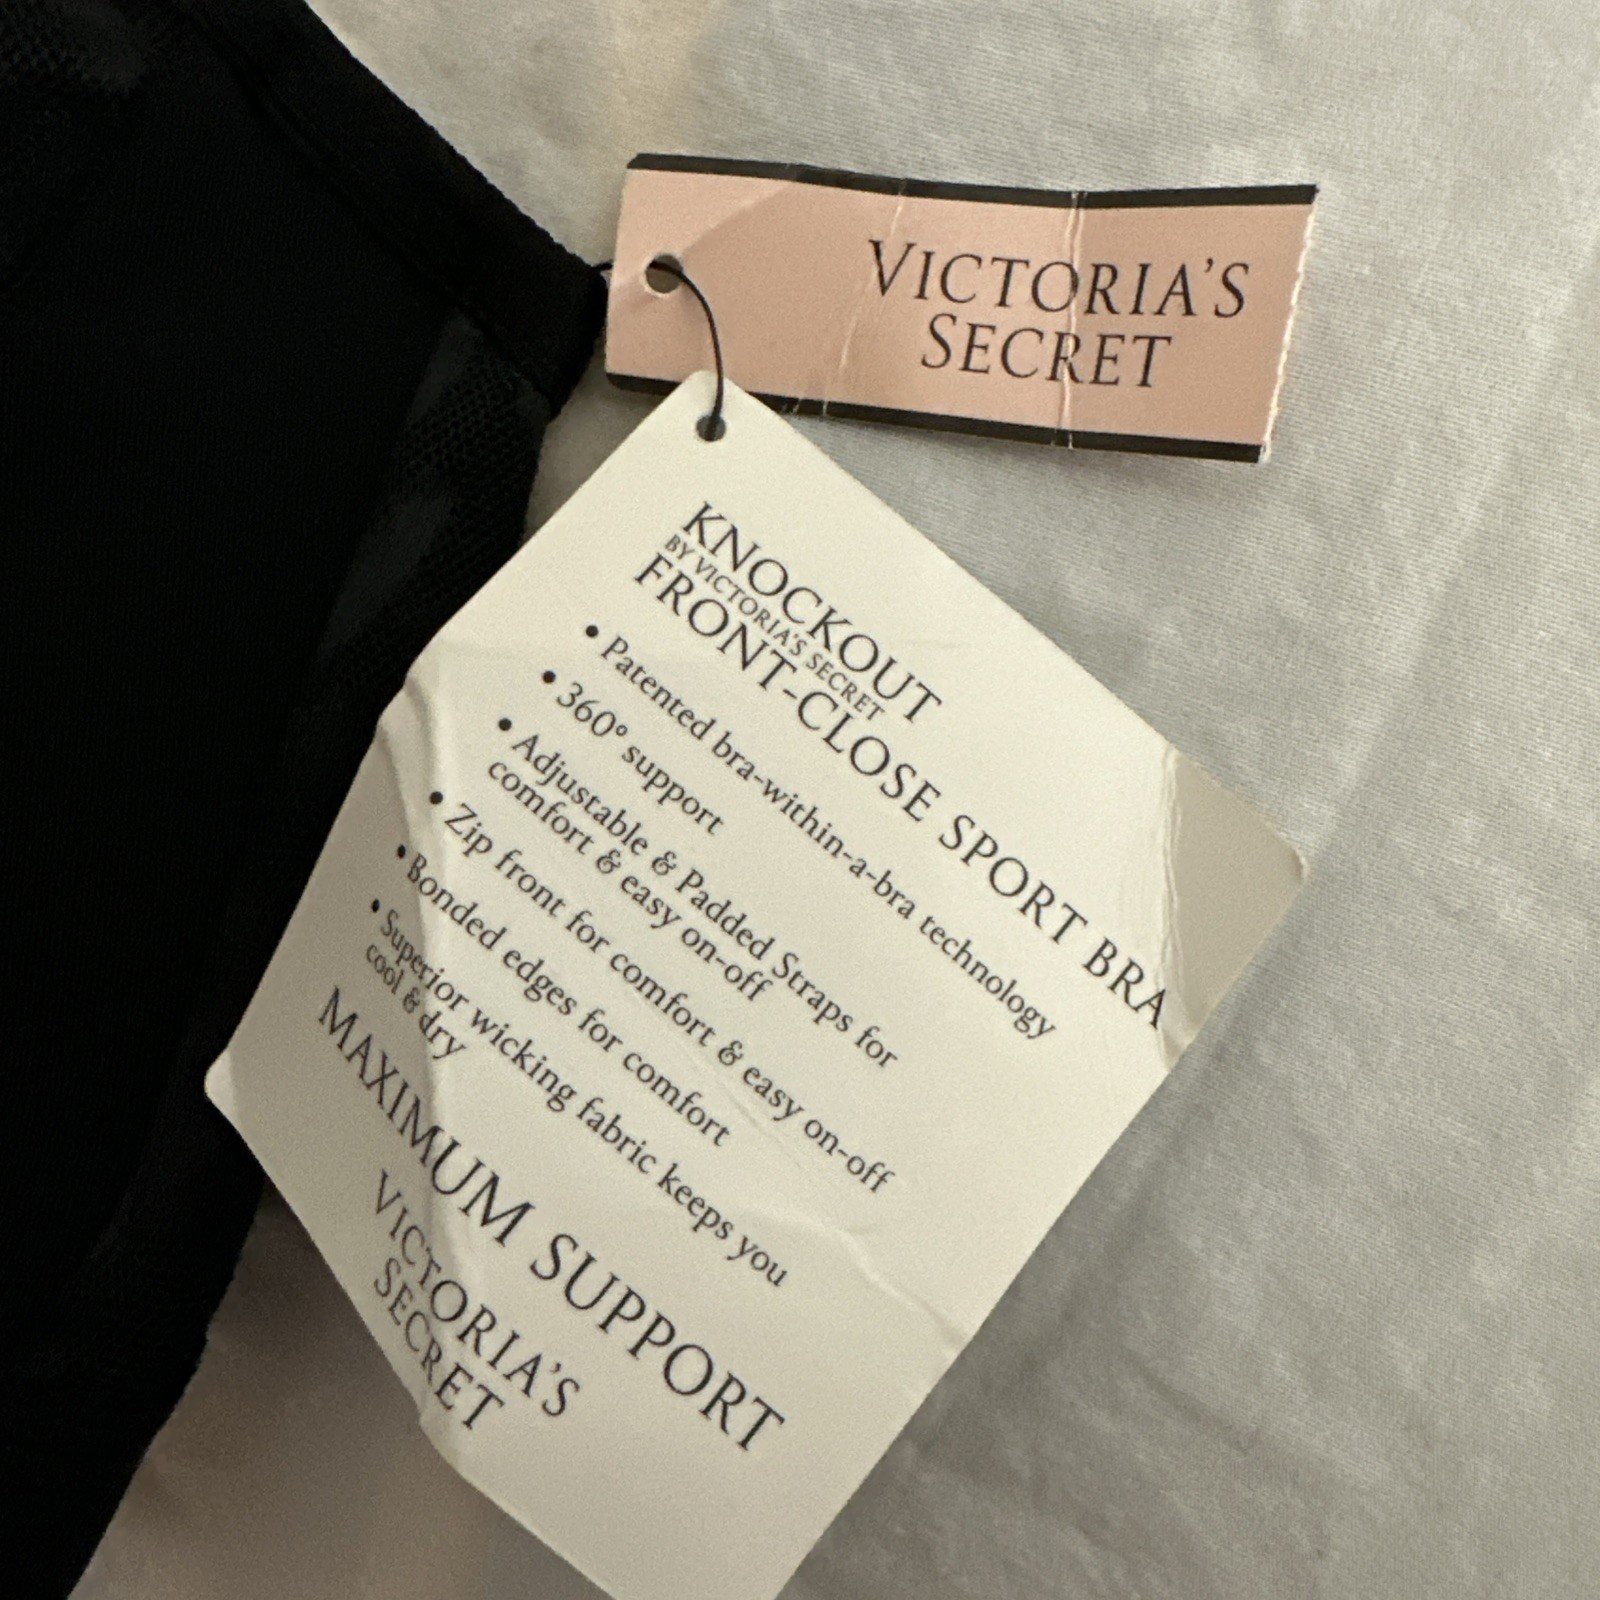 VICTORIA'S
SECRET
KNOCKOUT
BY VICTORIA'S SECRET
FRONT-CLOSE SPORT BRA
• Patented bra-within-a-bra technology
• 360° support
• Adjustable & Padded Straps for
comfort & easy on-off
• Zip front for comfort & easy on-off
• Bonded edges for comfort
• Superior wicking fabric keeps you
cool & dry
MAXIMUM SUPPORT
VICTORIA'S
SECRET